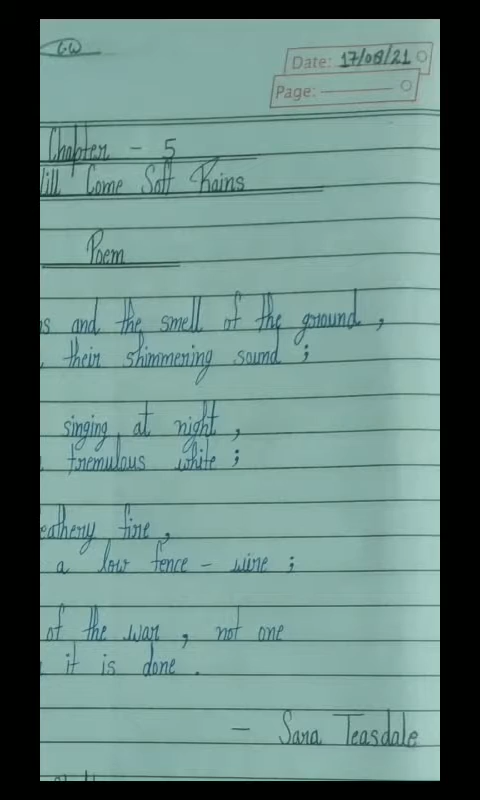 C.W
Date: 17/08/21
Page:
Chapter - 5
Will Come Soft Rains
Poem
and the smell of the ground,
their shimmering sound;
singing at night,
tremulous white;
feathery fire,
a low fence - wire;
of the war, not one
it is done.
- Sara Teasdale